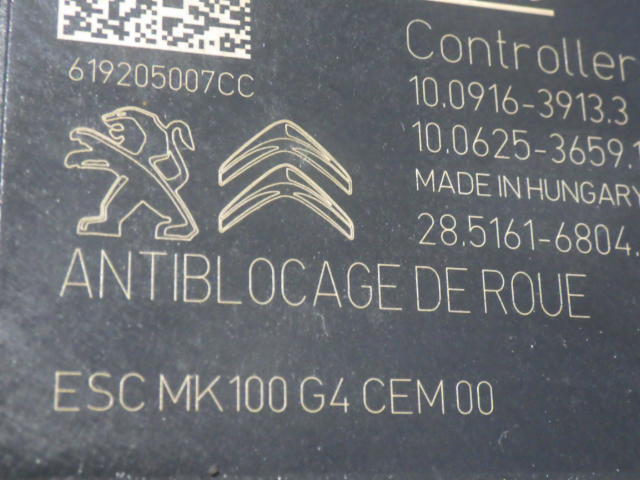 619205007CC
Controller
10.0916-3913.3
10.0625-3659.1
MADE IN HUNGARY
28.5161-6804.
ANTIBLOCAGE DE ROUE
ESC MK100 G4 CEM 00